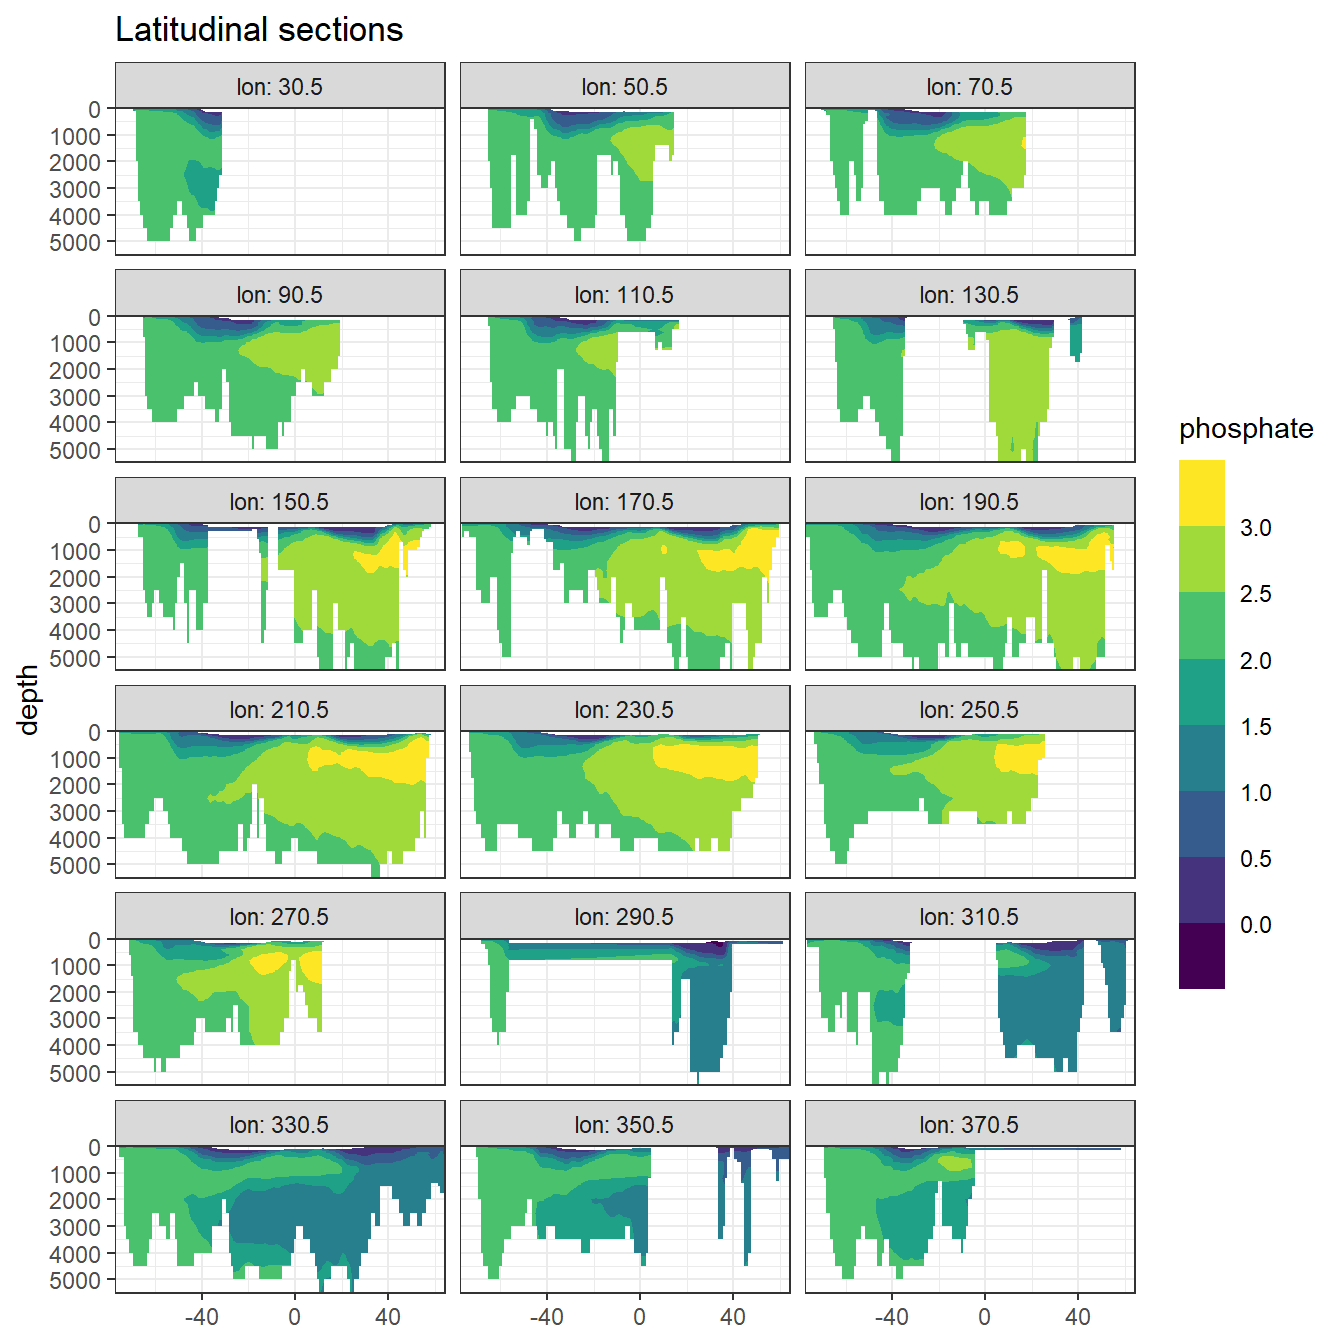 Latitudinal sections
lon: 30.5
lon: 50.5
lon: 70.5
0
1000
2000
3000
4000
5000
lon: 90.5
lon: 110.5
lon: 130.5
0
1000
2000
3000
4000
5000
lon: 150.5
lon: 170.5
lon: 190.5
0
1000
2000
3000
4000
5000
depth
lon: 210.5
lon: 230.5
lon: 250.5
0
1000
2000
3000
4000
5000
lon: 270.5
lon: 290.5
lon: 310.5
0
1000
2000
3000
4000
5000
lon: 330.5
lon: 350.5
lon: 370.5
0
1000
2000
3000
4000
5000
-40 0 40
-40 0 40
-40 0 40
phosphate
3.0
2.5
2.0
1.5
1.0
0.5
0.0